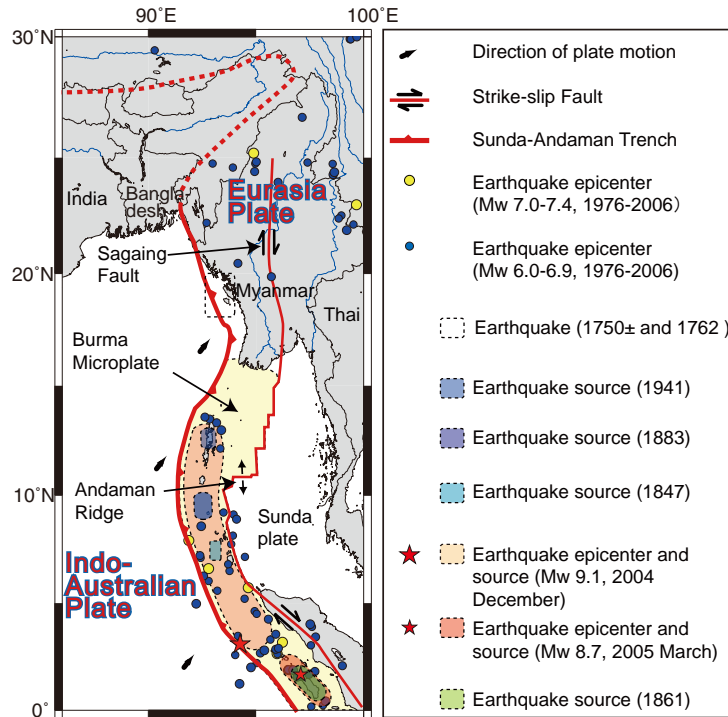 90°E
100°E
30°N
20°N
10°N
0°
India
Bangla
desh
Eurasia
Plate
Sagaing
Fault
Myanmar
Thai
Burma
Microplate
Andaman
Ridge
Sunda
plate
Indo-
Australian
Plate
Direction of plate motion
Strike-slip Fault
Sunda-Andaman Trench
Earthquake epicenter
(Mw 7.0-7.4, 1976-2006)
Earthquake epicenter
(Mw 6.0-6.9, 1976-2006)
Earthquake (1750± and 1762 )
Earthquake source (1941)
Earthquake source (1883)
Earthquake source (1847)
Earthquake epicenter and
source (Mw 9.1, 2004
December)
Earthquake epicenter and
source (Mw 8.7, 2005 March)
Earthquake source (1861)